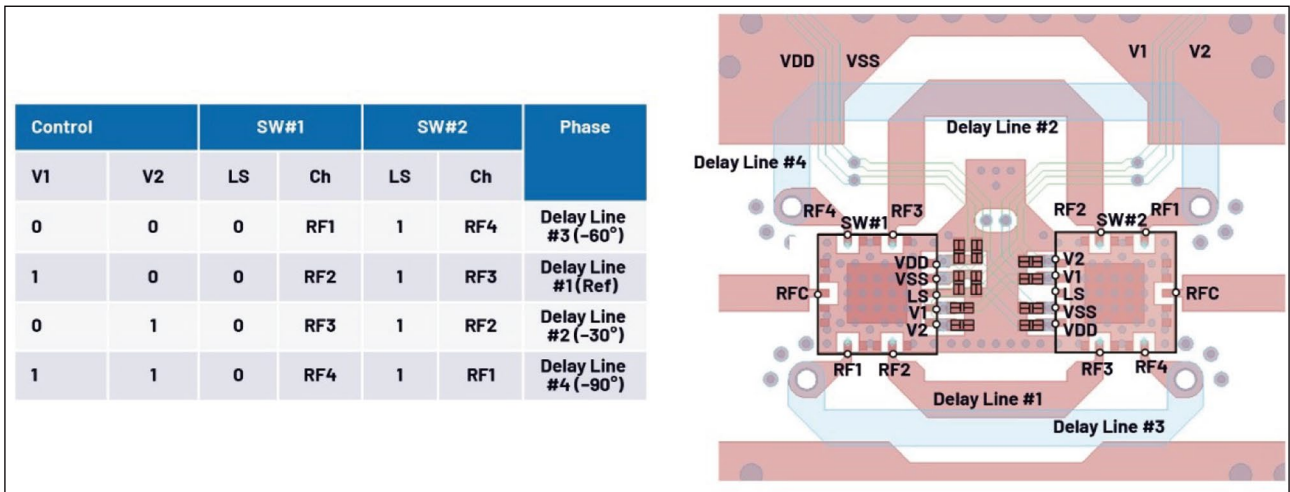 Control SW#1 SW#2 Phase
V1 V2 LS Ch LS Ch
0 0 0 RF1 1 RF4 Delay Line
#3 (-60°)
1 0 0 RF2 1 RF3 Delay Line
#1 (Ref)
0 1 0 RF3 1 RF2 Delay Line
#2 (-30°)
1 1 0 RF4 1 RF1 Delay Line
#4 (-90°)
VDD VSS V1 V2
Delay Line #2
Delay Line #4
RF4 SW#1 RF3 RF2 SW#2 RF1
VDD V2
VSS V1
RFC LS LS RFC
V1 VSS
V2 VDD
RF1 RF2 RF3 RF4
Delay Line #1
Delay Line #3